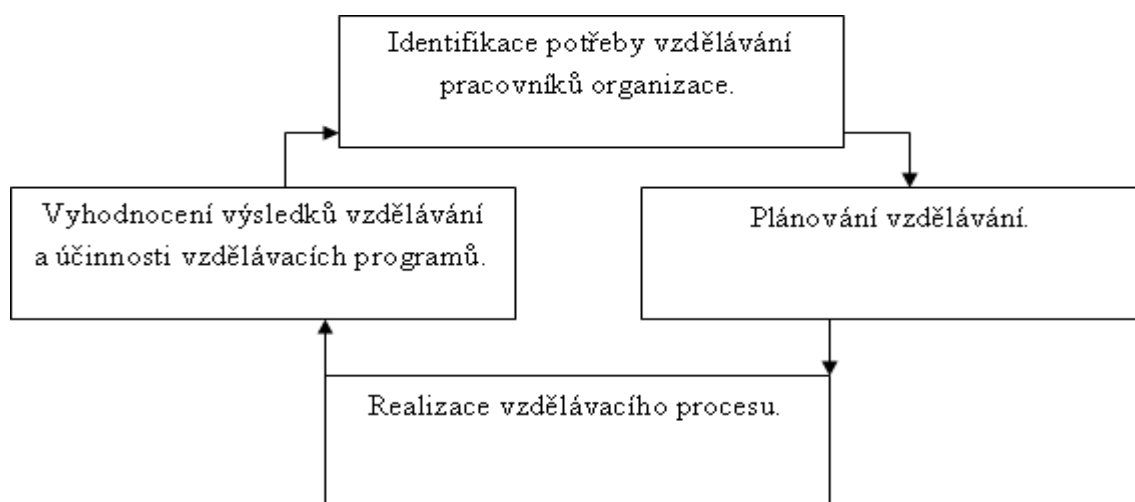 Identifikace potřeby vzdělávání
pracovníků organizace.
Vyhodnocení výsledků vzdělávání
a účinnosti vzdělávacích programů.
Plánování vzdělávání.
Realizace vzdělávacího procesu.